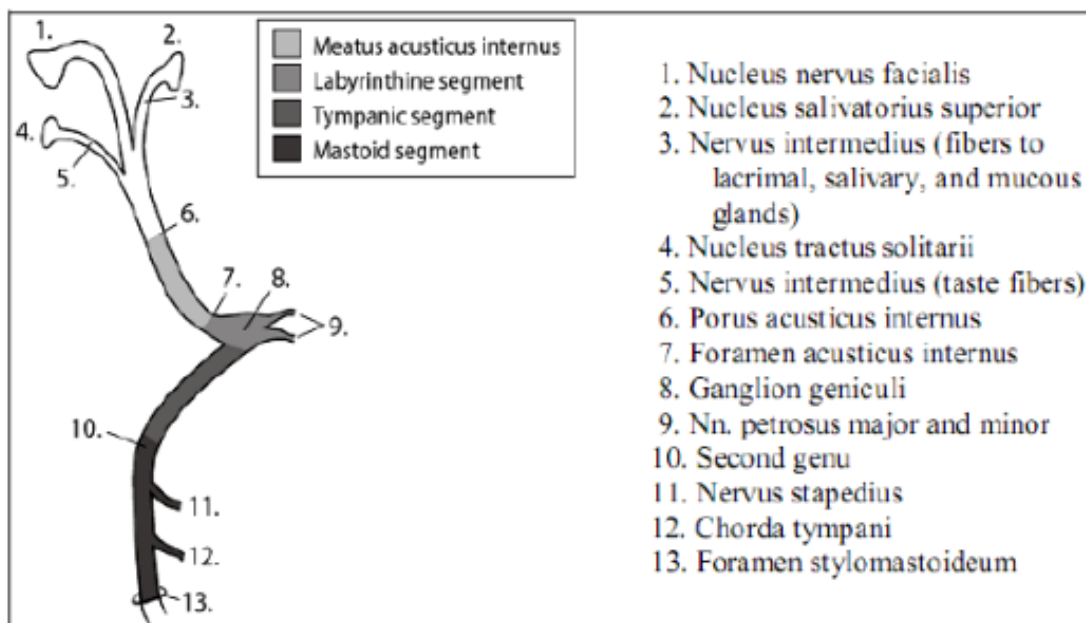 1.
2.
3.
4.
5.
6.
7.
8.
9.
10.
11.
12.
13.
Meatus acusticus internus
Labyrinthine segment
Tympanic segment
Mastoid segment
1. Nucleus nervus facialis
2. Nucleus salivatorius superior
3. Nervus intermedius (fibers to
lacrimal, salivary, and mucous
glands)
4. Nucleus tractus solitarii
5. Nervus intermedius (taste fibers)
6. Porus acusticus internus
7. Foramen acusticus internus
8. Ganglion geniculi
9. Nn. petrosus major and minor
10. Second genu
11. Nervus stapedius
12. Chorda tympani
13. Foramen stylomastoideum